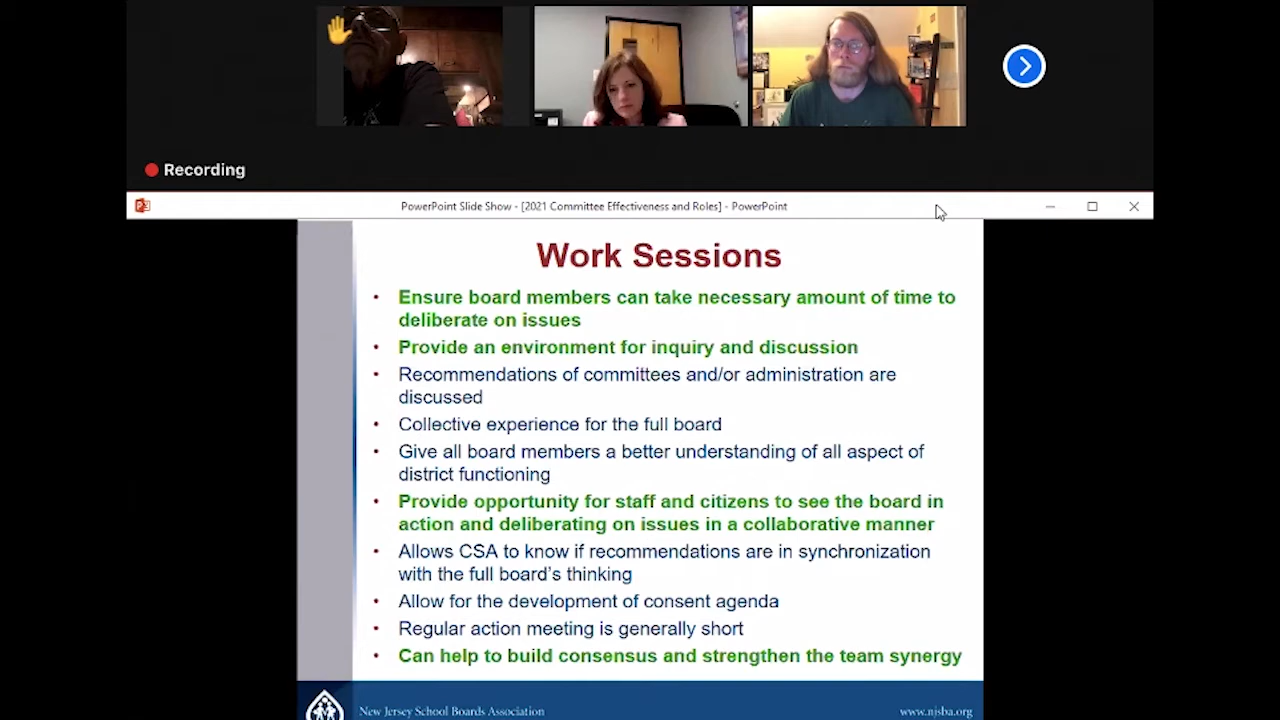 Recording
PowerPoint Slide Show - [2021 Committee Effectiveness and Roles] - PowerPoint
Work Sessions
• Ensure board members can take necessary amount of time to
deliberate on issues
• Provide an environment for inquiry and discussion
• Recommendations of committees and/or administration are
discussed
• Collective experience for the full board
• Give all board members a better understanding of all aspect of
district functioning
• Provide opportunity for staff and citizens to see the board in
action and deliberating on issues in a collaborative manner
• Allows CSA to know if recommendations are in synchronization
with the full board's thinking
• Allow for the development of consent agenda
• Regular action meeting is generally short
• Can help to build consensus and strengthen the team synergy
New Jersey School Boards Association www.njsba.org